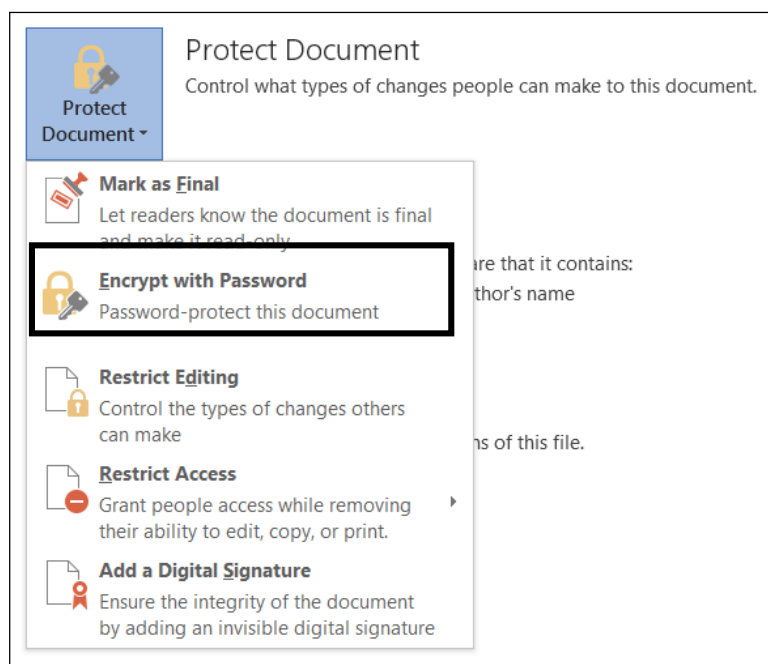 Protect Document
Control what types of changes people can make to this document.
Protect
Document
Mark as Final
Let readers know the document is final
and make it read-only
Encrypt with Password
Password-protect this document
are that it contains:
thor's name
Restrict Editing
Control the types of changes others
can make
ns of this file.
Restrict Access
Grant people access while removing
their ability to edit, copy, or print.
Add a Digital Signature
Ensure the integrity of the document
by adding an invisible digital signature